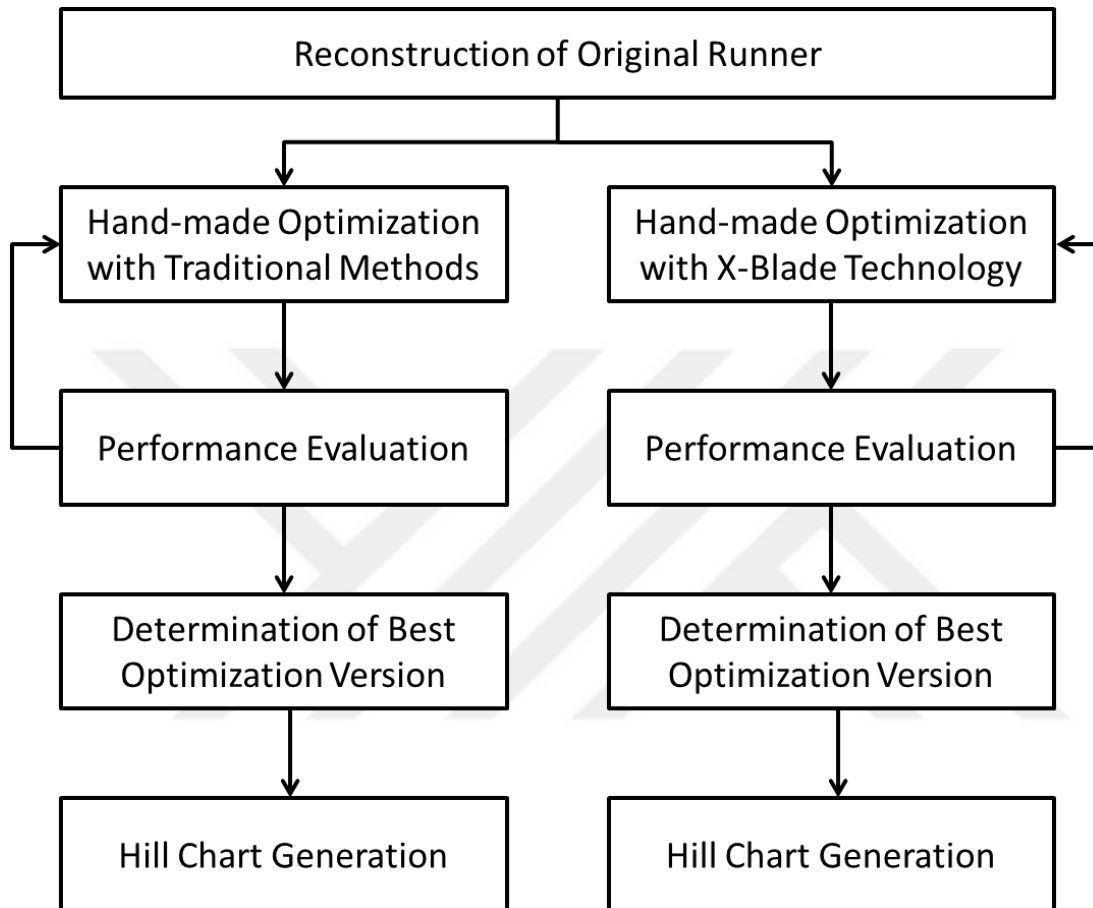 Reconstruction of Original Runner
Hand-made Optimization
with Traditional Methods
Hand-made Optimization
with X-Blade Technology
Performance Evaluation
Performance Evaluation
Determination of Best
Optimization Version
Determination of Best
Optimization Version
Hill Chart Generation
Hill Chart Generation